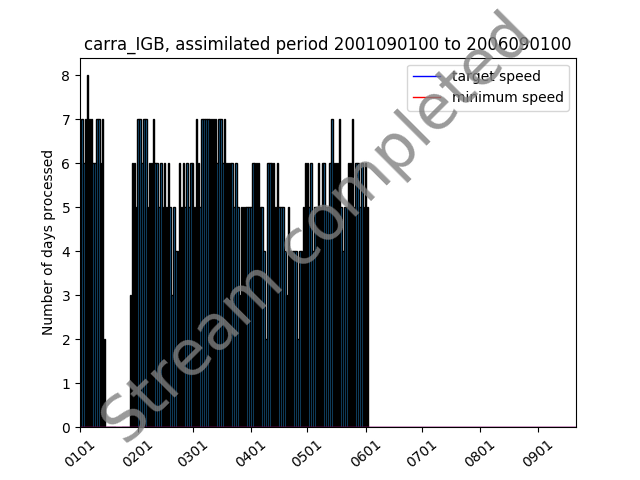 carra_IGB, assimilated period 2001090100 to 2006090100
target speed
minimum speed
Number of days processed
8
7
6
5
4
3
2
1
0
0101 0201 0301 0401 0501 0601 0701 0801 0901
Stream completed